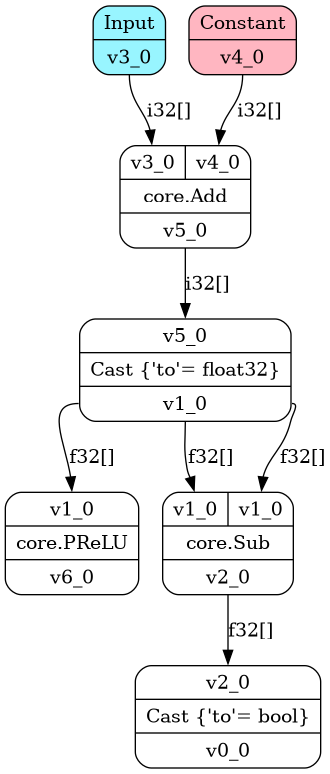 Input
v3_0
Constant
v4_0
i32[]
i32[]
v3_0
v4_0
core.Add
v5_0
i32[]
v5_0
Cast {'to'= float32}
v1_0
f32[]
f32[]
f32[]
v1_0
core.PReLU
v6_0
v1_0
v1_0
core.Sub
v2_0
f32[]
v2_0
Cast {'to'= bool}
v0_0